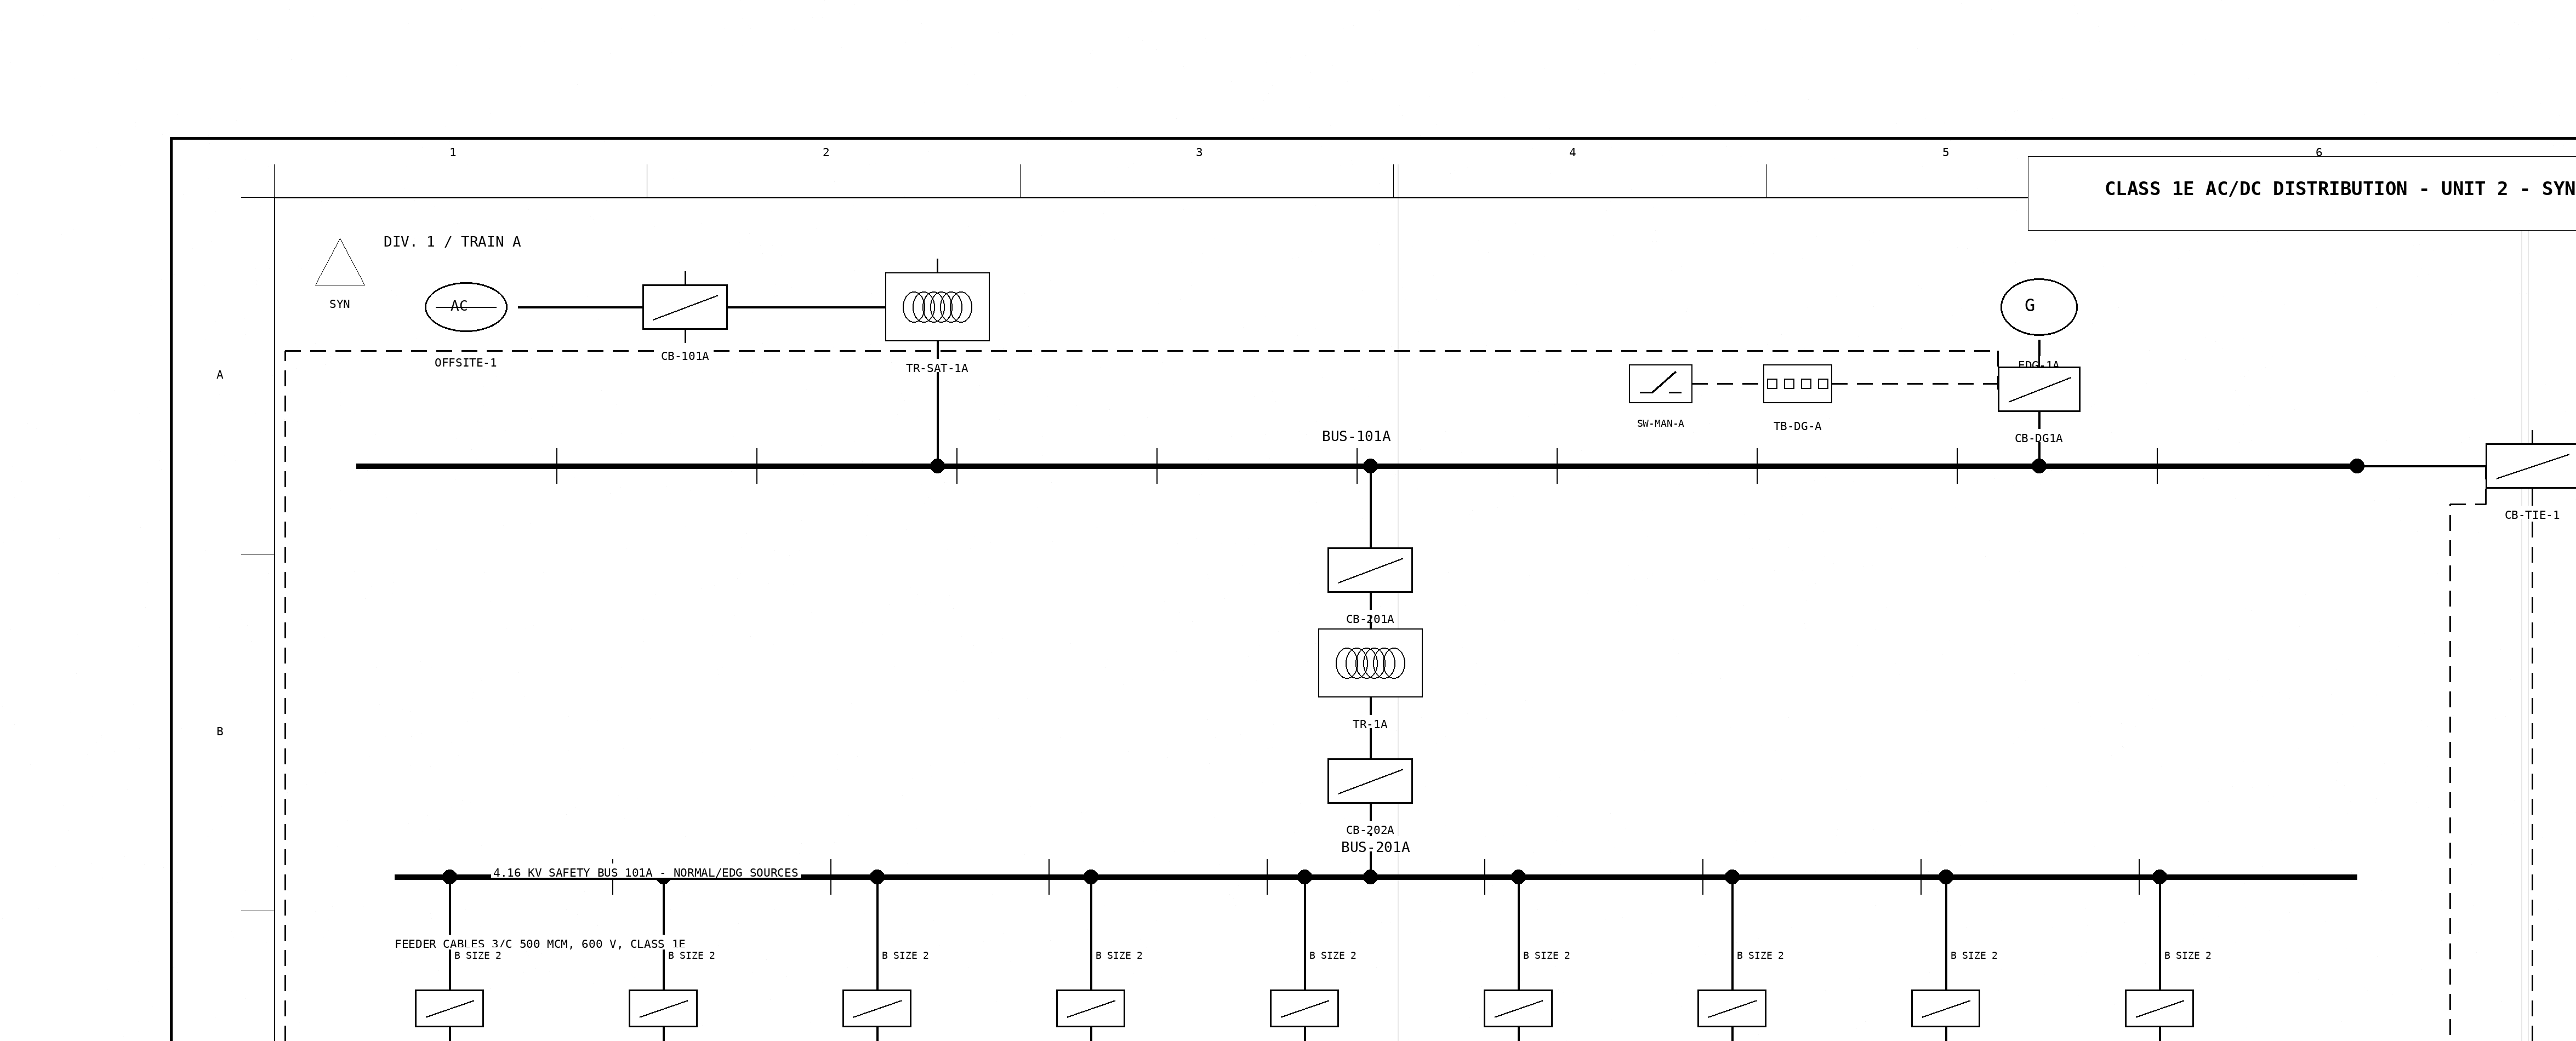 1 2 3 4 5 6
CLASS 1E AC/DC DISTRIBUTION - UNIT 2 - SYN
DIV. 1 / TRAIN A
SYN
AC
G
OFFSITE-1
CB-101A
TR-SAT-1A
EDG-1A
A
SW-MAN-A
TB-DG-A
CB-DG1A
BUS-101A
CB-TIE-1
CB-201A
TR-1A
B
CB-202A
BUS-201A
4.16 KV SAFETY BUS 101A - NORMAL/EDG SOURCES
FEEDER CABLES 3/C 500 MCM, 600 V, CLASS 1E
B SIZE 2 B SIZE 2 B SIZE 2 B SIZE 2 B SIZE 2 B SIZE 2 B SIZE 2 B SIZE 2 B SIZE 2